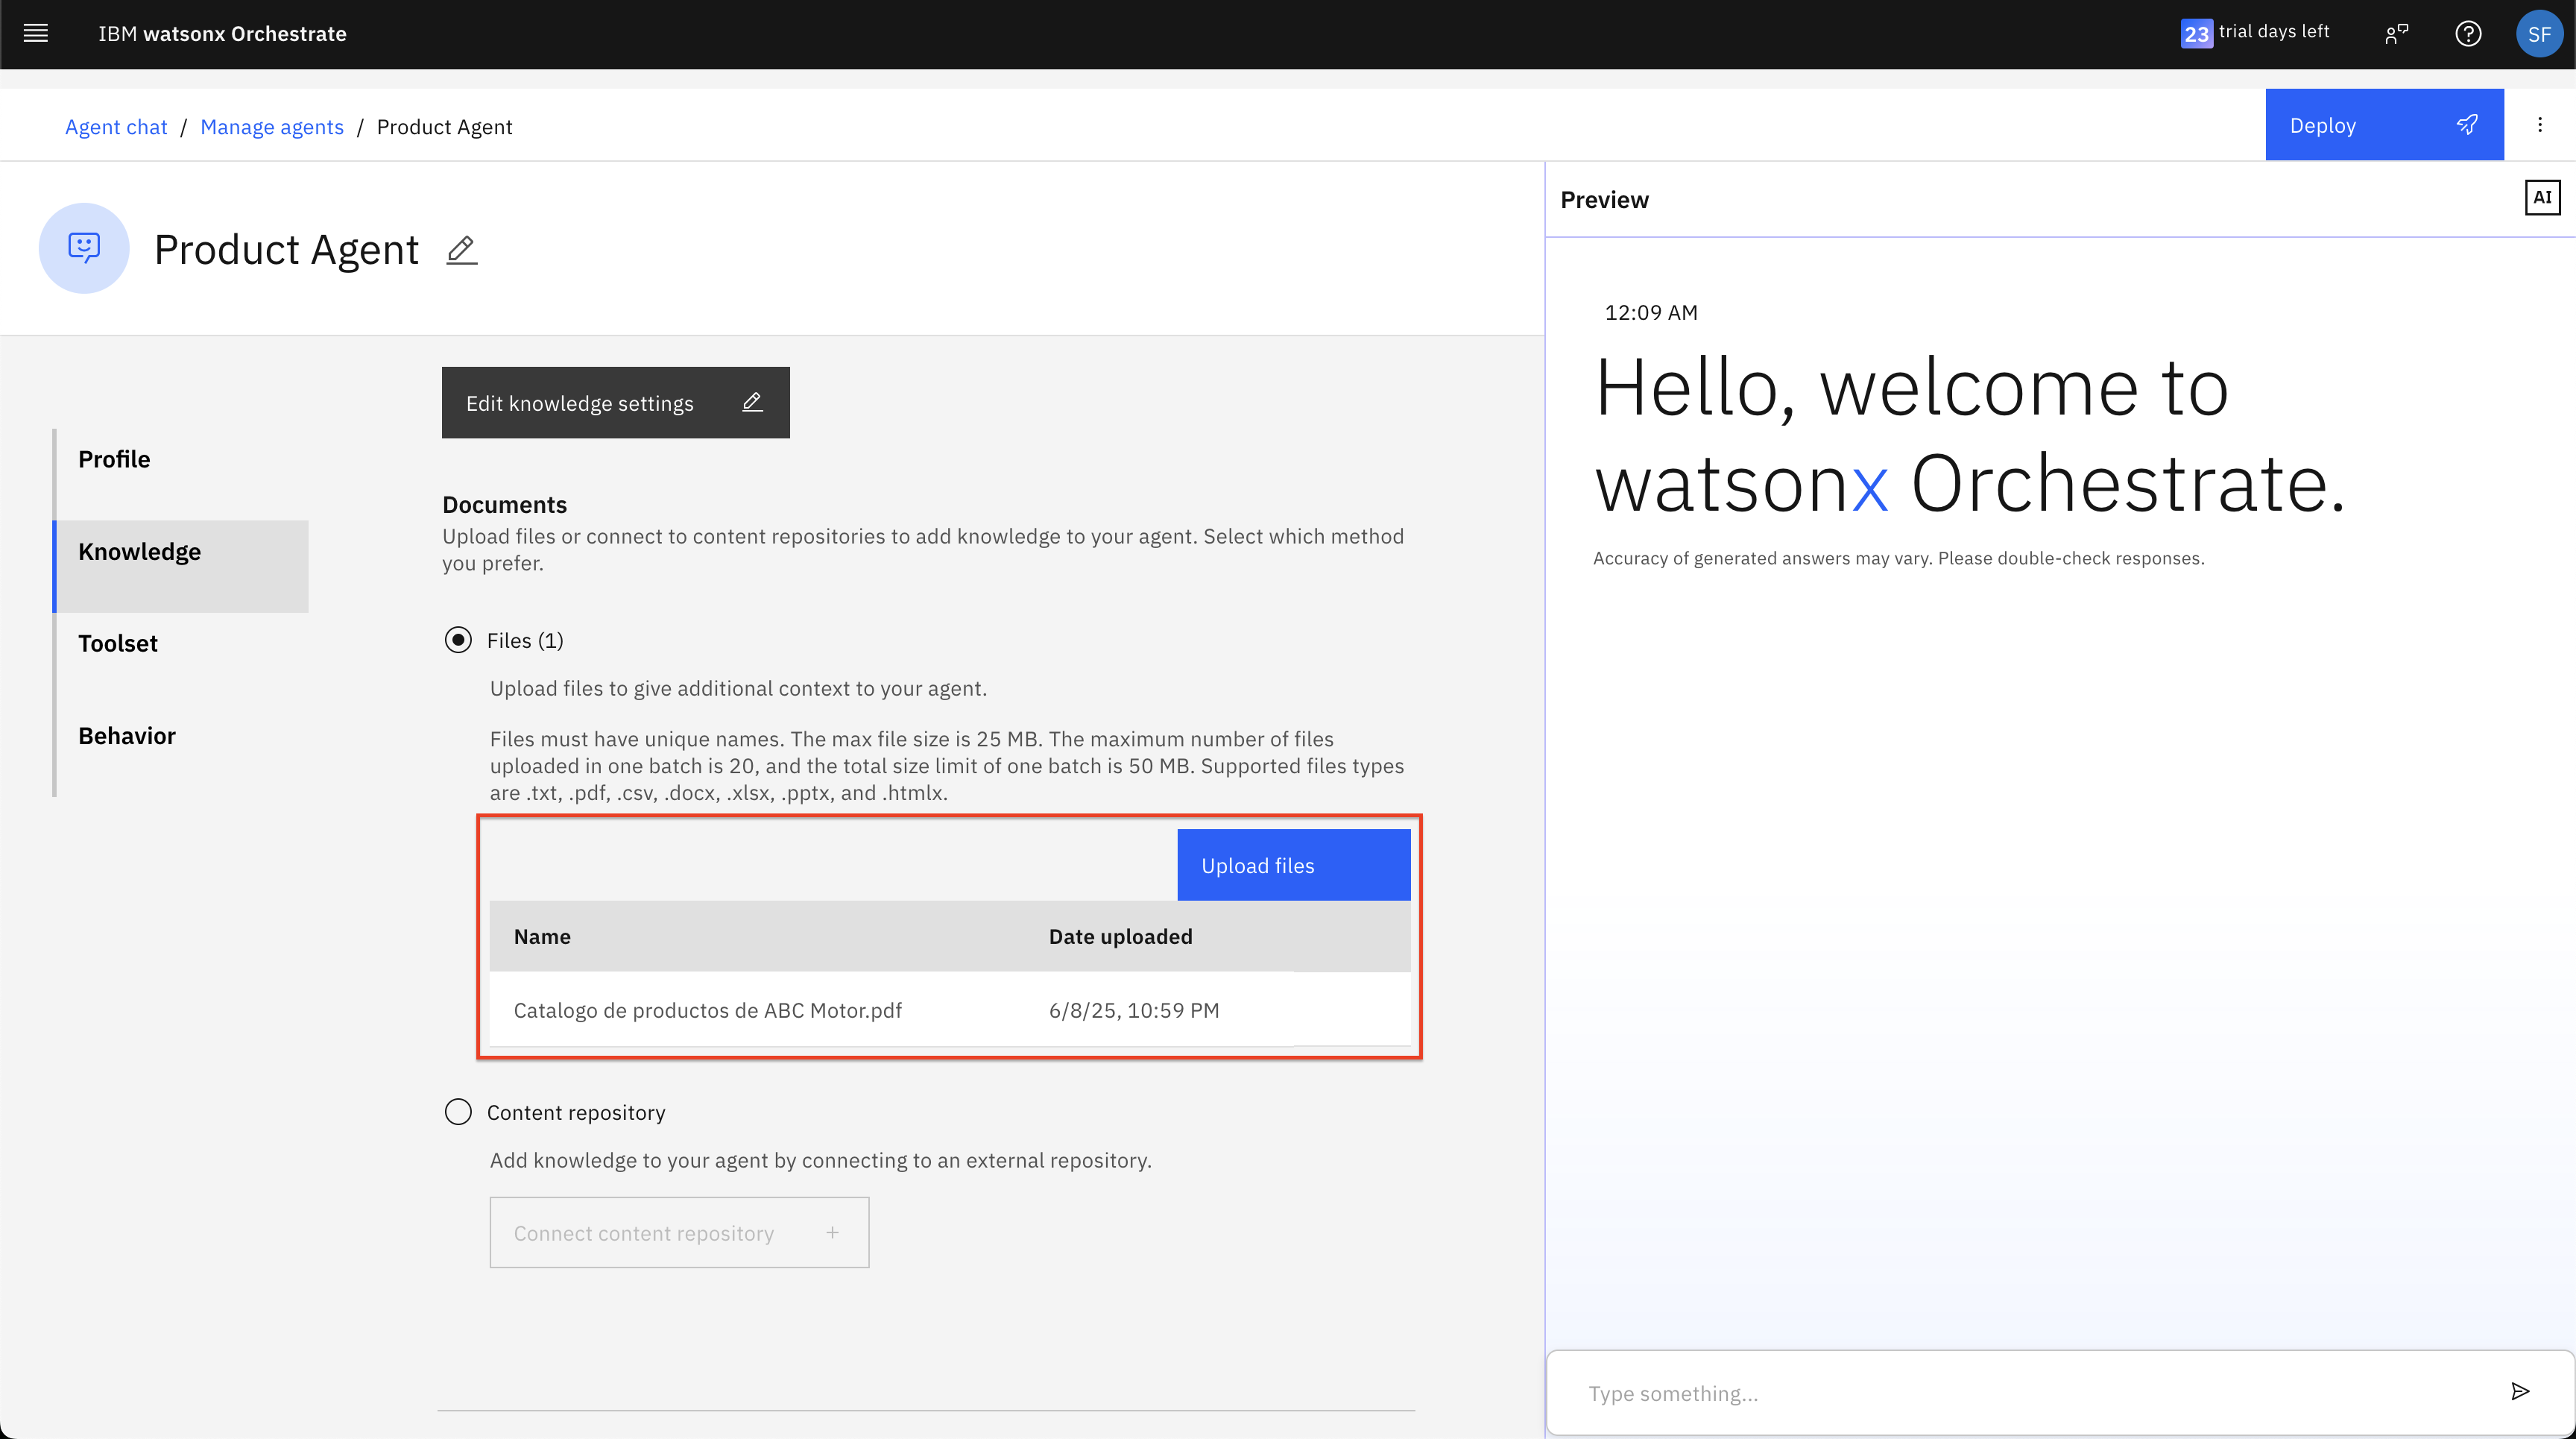 IBM watsonx Orchestrate
23 trial days left
SF
Agent chat / Manage agents / Product Agent
Deploy
Product Agent
Preview
AI
Edit knowledge settings
Profile
Knowledge
Toolset
Behavior
Documents
Upload files or connect to content repositories to add knowledge to your agent. Select which method
you prefer.
Files (1)
Upload files to give additional context to your agent.
Files must have unique names. The max file size is 25 MB. The maximum number of files
uploaded in one batch is 20, and the total size limit of one batch is 50 MB. Supported files types
are .txt, .pdf, .csv, .docx, .xlsx, .pptx, and .htmlx.
Upload files
Name Date uploaded
Catalogo de productos de ABC Motor.pdf 6/8/25, 10:59 PM
Content repository
Add knowledge to your agent by connecting to an external repository.
Connect content repository +
12:09 AM
Hello, welcome to
watsonx Orchestrate.
Accuracy of generated answers may vary. Please double-check responses.
Type something...